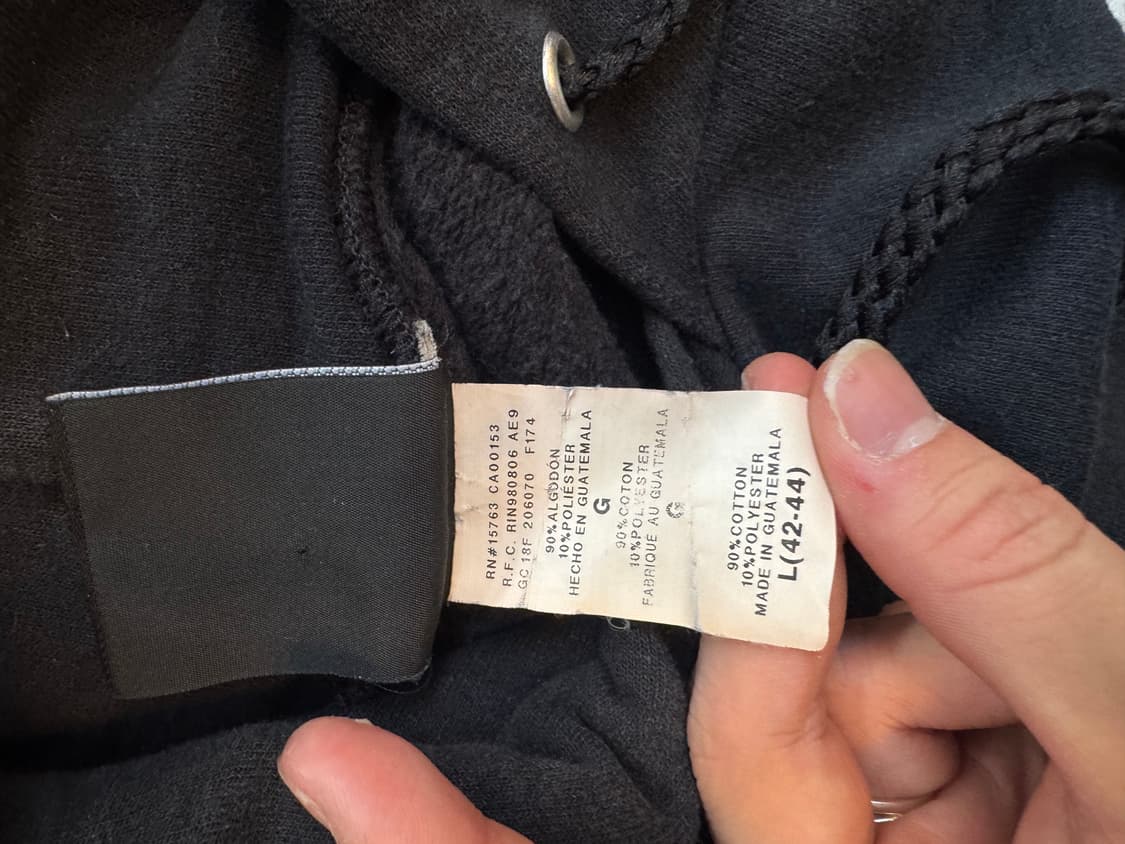 RN#15763 CA00153
R.F.C. RIN980806 AE9
GC 18F 206070 F174
90%ALGODÓN
10%POLIÉSTER
HECHO EN GUATEMALA
G
90%COTON
10%POLYESTER
FABRIQUE AU GUATEMALA
G
90%COTTON
10%POLYESTER
MADE IN GUATEMALA
L(42-44)